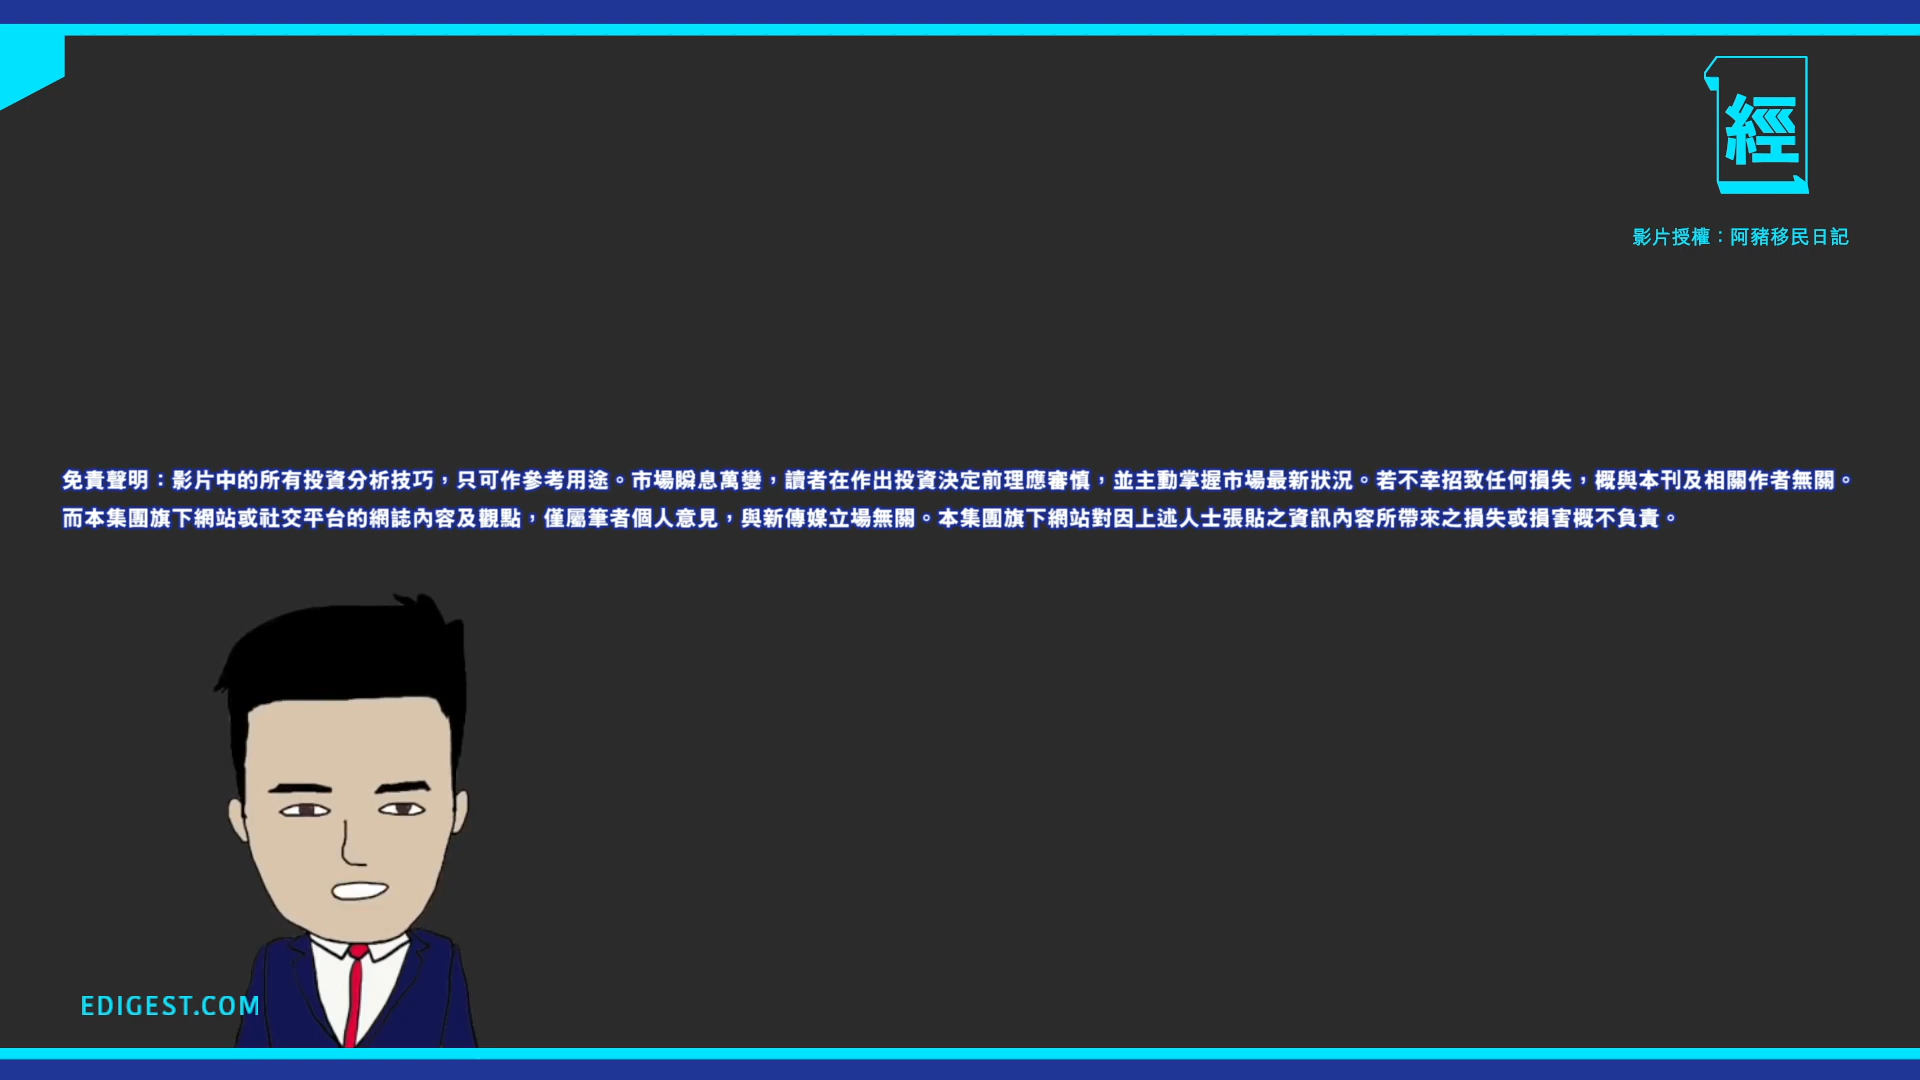 經
影片授權：阿豬移民日記
免責聲明：影片中的所有投資分析技巧，只可作參考用途。市場瞬息萬變，讀者在作出投資決定前理應審慎，並主動掌握市場最新狀況。若不幸招致任何損失，概與本刊及相關作者無關。
而本集團旗下網站或社交平台的網誌內容及觀點，僅屬筆者個人意見，與新傳媒立場無關。本集團旗下網站對因上述人士張貼之資訊內容所帶來之損失或損害概不負責。
EDIGEST.COM